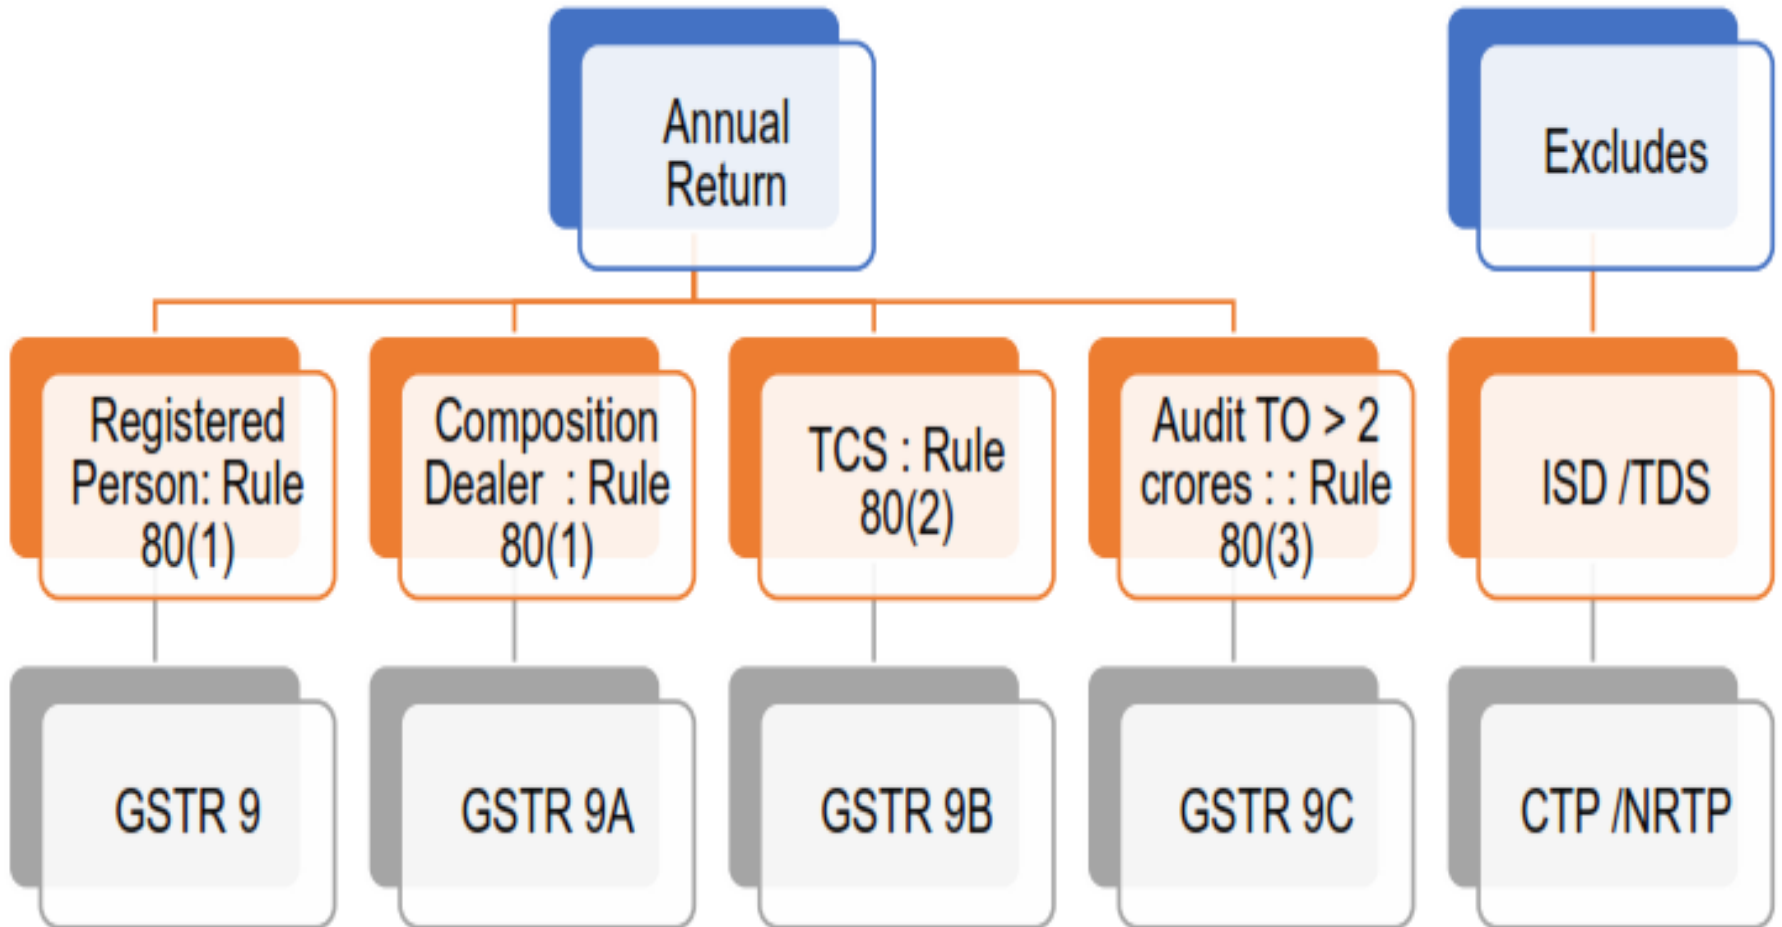 Annual
Return
Excludes
Registered
Person: Rule
80(1)
Composition
Dealer : Rule
80(1)
TCS : Rule
80(2)
Audit TO > 2
crores : : Rule
80(3)
ISD /TDS
GSTR 9
GSTR 9A
GSTR 9B
GSTR 9C
CTP /NRTP